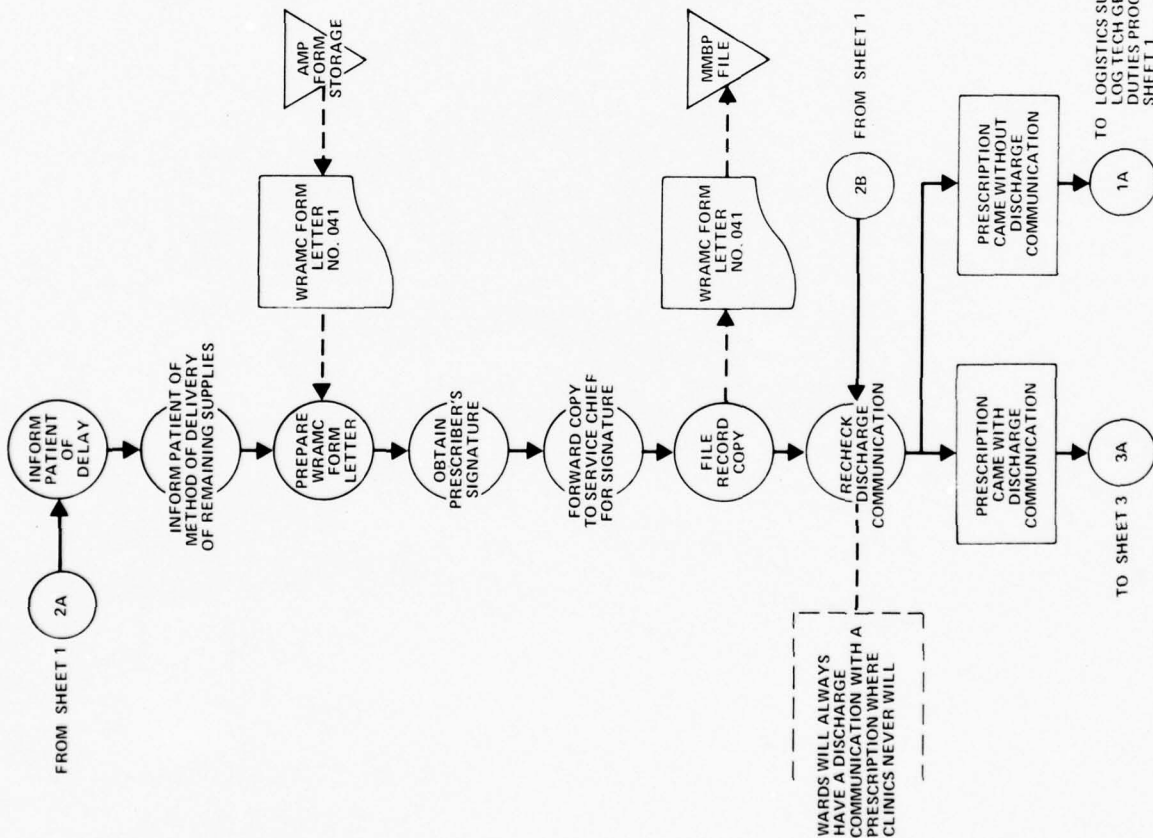 FROM SHEET 1
2A
INFORM
PATIENT
OF
DELAY
INFORM PATIENT OF
METHOD OF DELIVERY
OF REMAINING SUPPLIES
PREPARE
WRAMC
FORM
LETTER
WRAMC FORM
LETTER
NO. 041
AMP
FORM
STORAGE
OBTAIN
PRESCRIBER'S
SIGNATURE
FORWARD COPY
TO SERVICE CHIEF
FOR SIGNATURE
FILE
RECORD
COPY
WRAMC FORM
LETTER
NO. 041
MMBP
FILE
RECHECK
DISCHARGE
COMMUNICATION
2B
FROM SHEET 1
WARDS WILL ALWAYS
HAVE A DISCHARGE
COMMUNICATION WITH A
PRESCRIPTION WHERE
CLINICS NEVER WILL
PRESCRIPTION
CAME WITH
DISCHARGE
COMMUNICATION
PRESCRIPTION
CAME WITHOUT
DISCHARGE
COMMUNICATION
TO SHEET 3
3A
1A
TO LOGISTICS
LOG TECH
DUTIES
SHEET 1